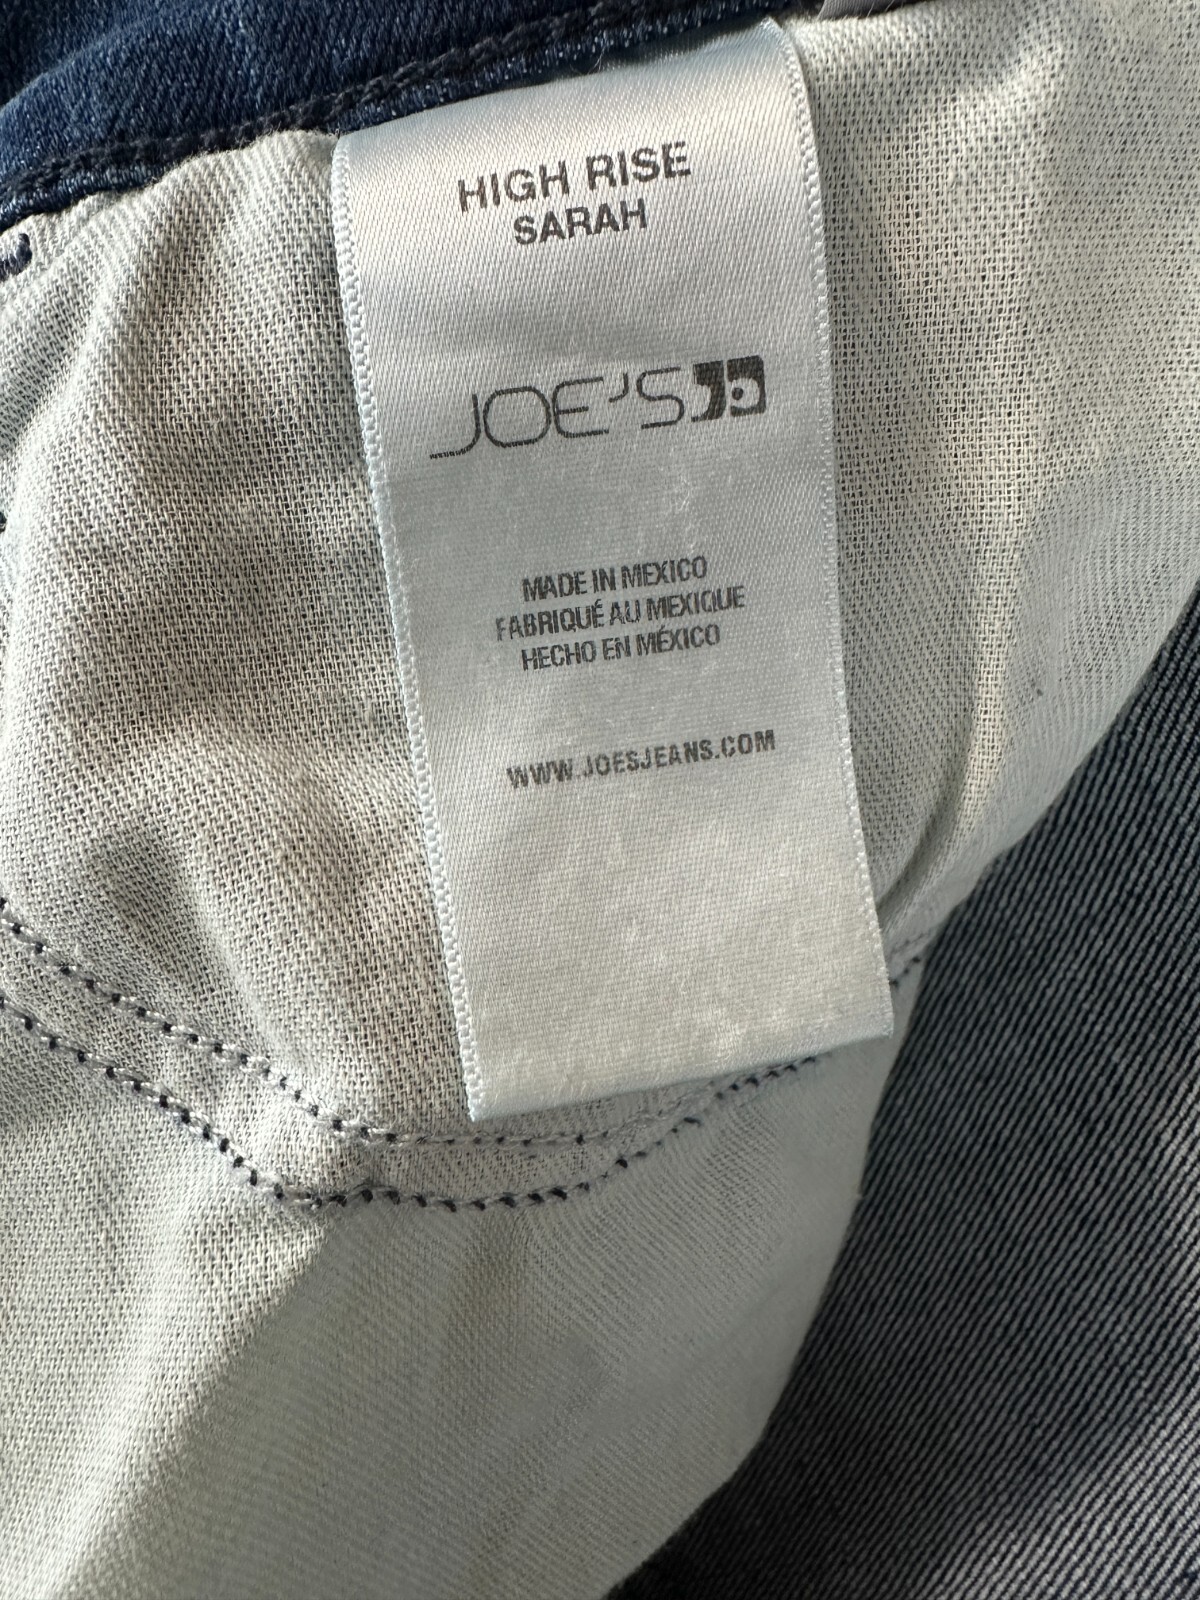 HIGH RISE
SARAH
JOE'S
MADE IN MEXICO
FABRIQUÉ AU MEXIQUE
HECHO EN MÉXICO
WWW.JOESJEANS.COM